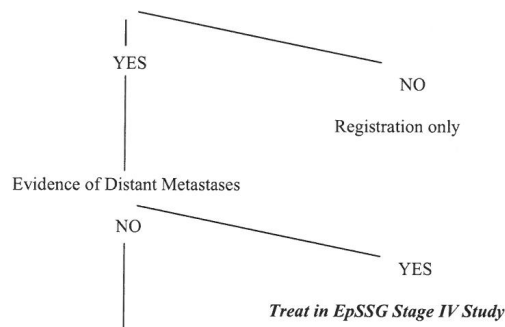 YES
NO
Registration only
Evidence of Distant Metastases
NO
YES
Treat in EpSSG Stage IV Study